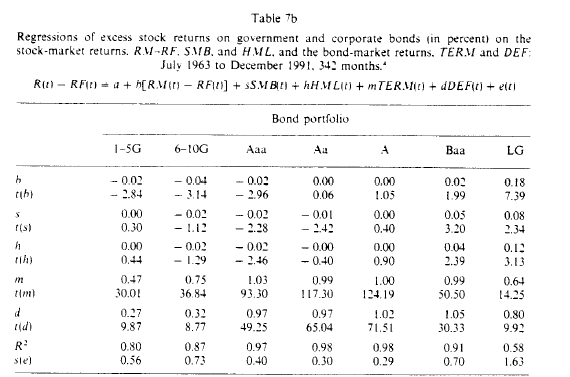 Table 7b
Regressions of excess stock returns on government and corporate bonds (in percent) on the
stock-market returns. RM-RF, SMB, and HML, and the bond-market returns. TERM and DEF:
July 1963 to December 1991, 342 months.ᵃ
R(t) − RF(t) = a + b[RM(t) − RF(t)] + sSMB(t) + hHML(t) + mTERM(t) + dDEF(t) + e(t)
Bond portfolio
1-5G 6-10G Aaa Aa A Baa LG
b − 0.02 − 0.04 − 0.02 0.00 0.00 0.02 0.18
t(b) − 2.84 − 3.14 − 2.96 0.06 1.05 1.99 7.39
s 0.00 − 0.02 − 0.02 − 0.01 0.00 0.05 0.08
t(s) 0.30 − 1.12 − 2.28 − 2.42 0.40 3.20 2.34
h 0.00 − 0.02 − 0.02 − 0.00 0.00 0.04 0.12
t(h) 0.44 − 1.29 − 2.46 − 0.40 0.90 2.39 3.13
m 0.47 0.75 1.03 0.99 1.00 0.99 0.64
t(m) 30.01 36.84 93.30 117.30 124.19 50.50 14.25
d 0.27 0.32 0.97 0.97 1.02 1.05 0.80
t(d) 9.87 8.77 49.25 65.04 71.51 30.33 9.92
R² 0.80 0.87 0.97 0.98 0.98 0.91 0.58
s(e) 0.56 0.73 0.40 0.30 0.29 0.70 1.63